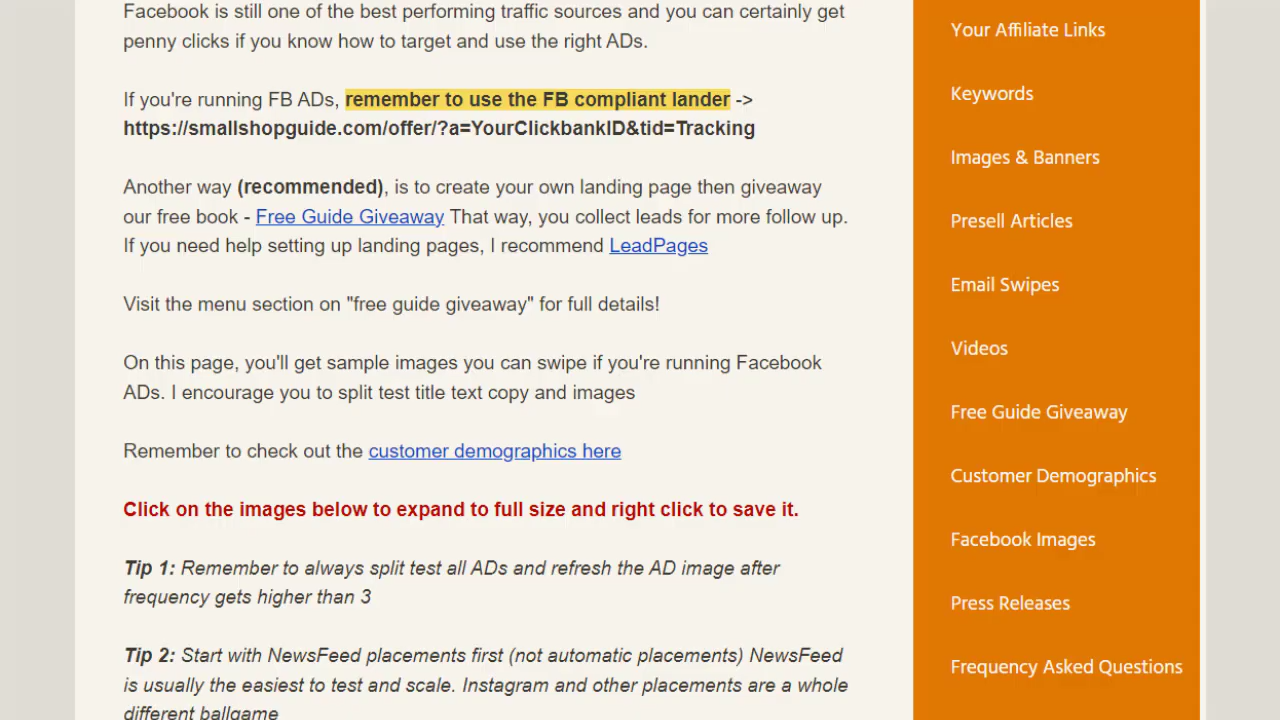 Facebook is still one of the best performing traffic sources and you can certainly get
penny clicks if you know how to target and use the right ADs.
If you're running FB ADs, remember to use the FB compliant lander ->
https://smallshopguide.com/offer/?a=YourClickbankID&tid=Tracking
Another way (recommended), is to create your own landing page then giveaway
our free book - Free Guide Giveaway That way, you collect leads for more follow up.
If you need help setting up landing pages, I recommend LeadPages
Visit the menu section on "free guide giveaway" for full details!
On this page, you'll get sample images you can swipe if you're running Facebook
ADs. I encourage you to split test title text copy and images
Remember to check out the customer demographics here
Click on the images below to expand to full size and right click to save it.
Tip 1: Remember to always split test all ADs and refresh the AD image after
frequency gets higher than 3
Tip 2: Start with NewsFeed placements first (not automatic placements) NewsFeed
is usually the easiest to test and scale. Instagram and other placements are a whole
different ballgame
Your Affiliate Links
Keywords
Images & Banners
Presell Articles
Email Swipes
Videos
Free Guide Giveaway
Customer Demographics
Facebook Images
Press Releases
Frequency Asked Questions